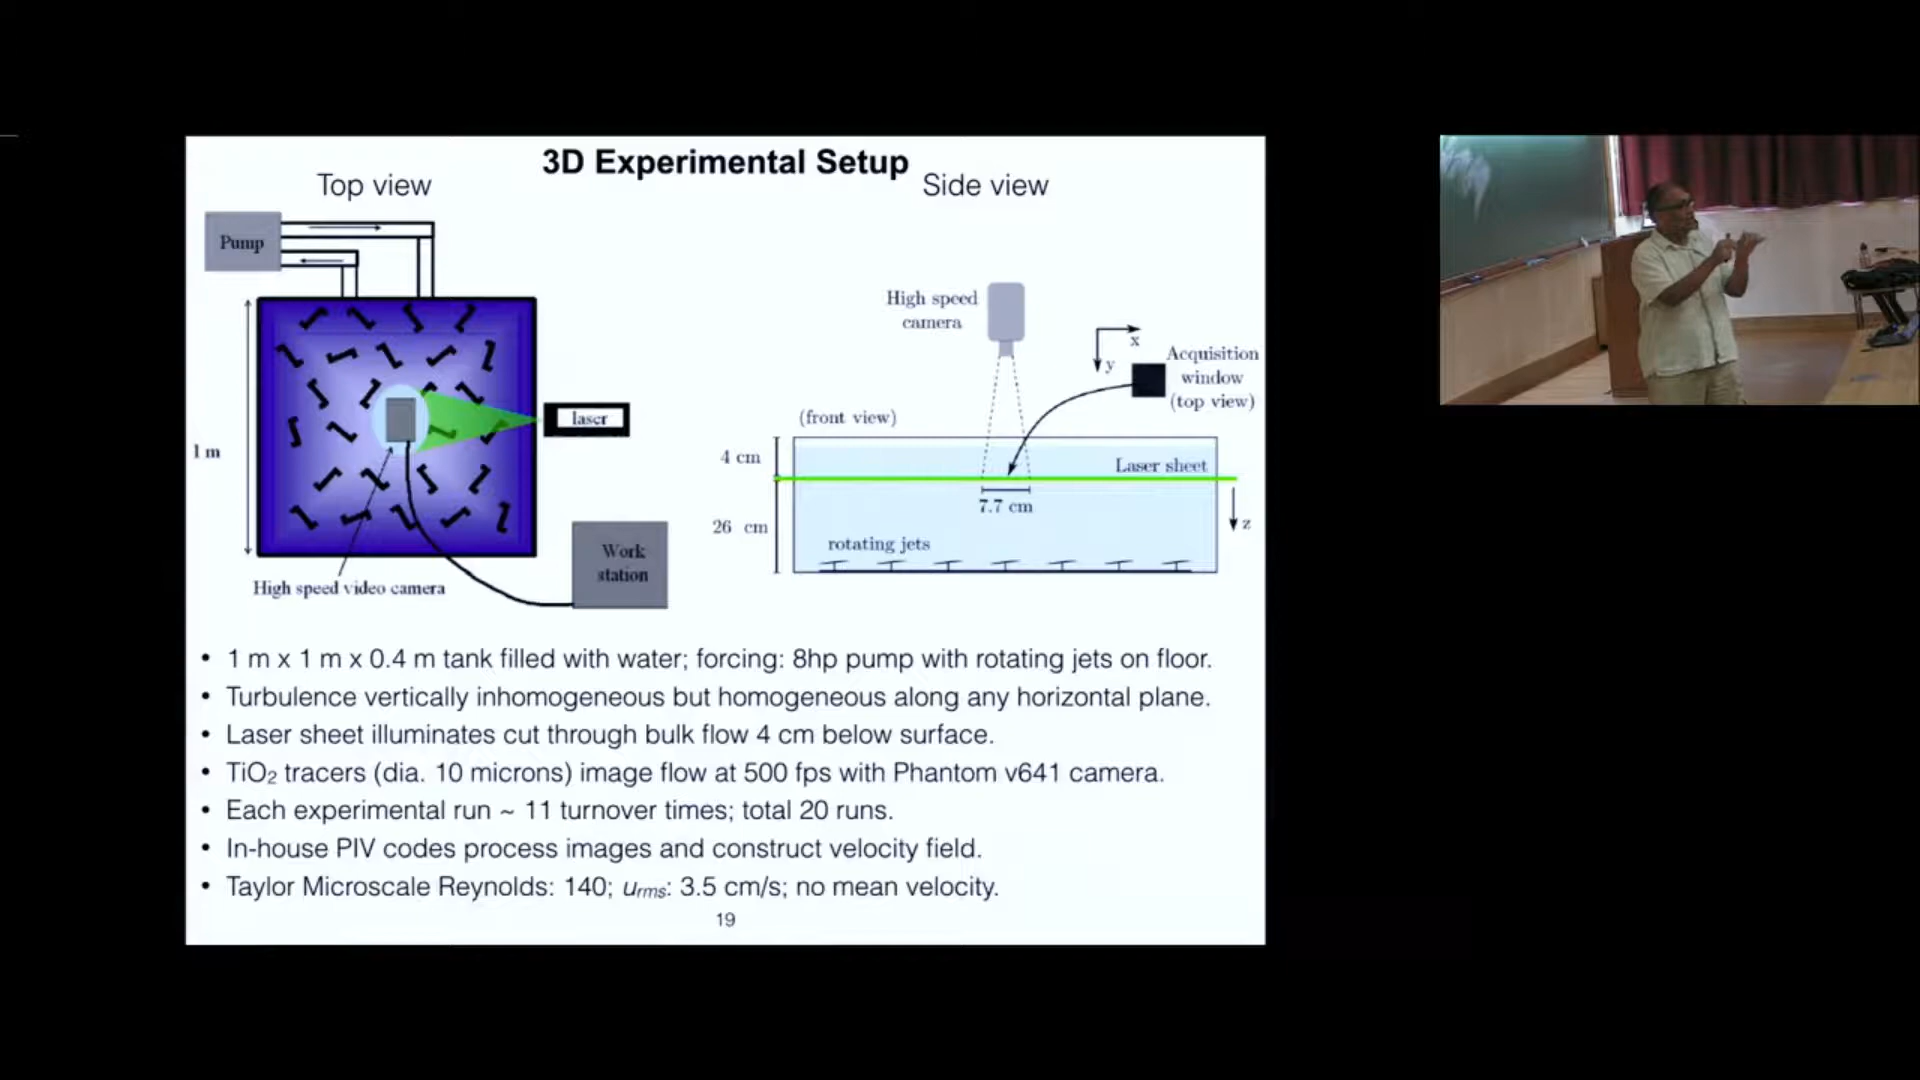 3D Experimental Setup
Top view
Side view
Pump
1 m
laser
Work
station
High speed video camera
High speed
camera
x
y
Acquisition
window
(top view)
(front view)
4 cm
Laser sheet
7.7 cm
26 cm
z
rotating jets
• 1 m x 1 m x 0.4 m tank filled with water; forcing: 8hp pump with rotating jets on floor.
• Turbulence vertically inhomogeneous but homogeneous along any horizontal plane.
• Laser sheet illuminates cut through bulk flow 4 cm below surface.
• TiO₂ tracers (dia. 10 microns) image flow at 500 fps with Phantom v641 camera.
• Each experimental run ~ 11 turnover times; total 20 runs.
• In-house PIV codes process images and construct velocity field.
• Taylor Microscale Reynolds: 140; urms: 3.5 cm/s; no mean velocity.
19